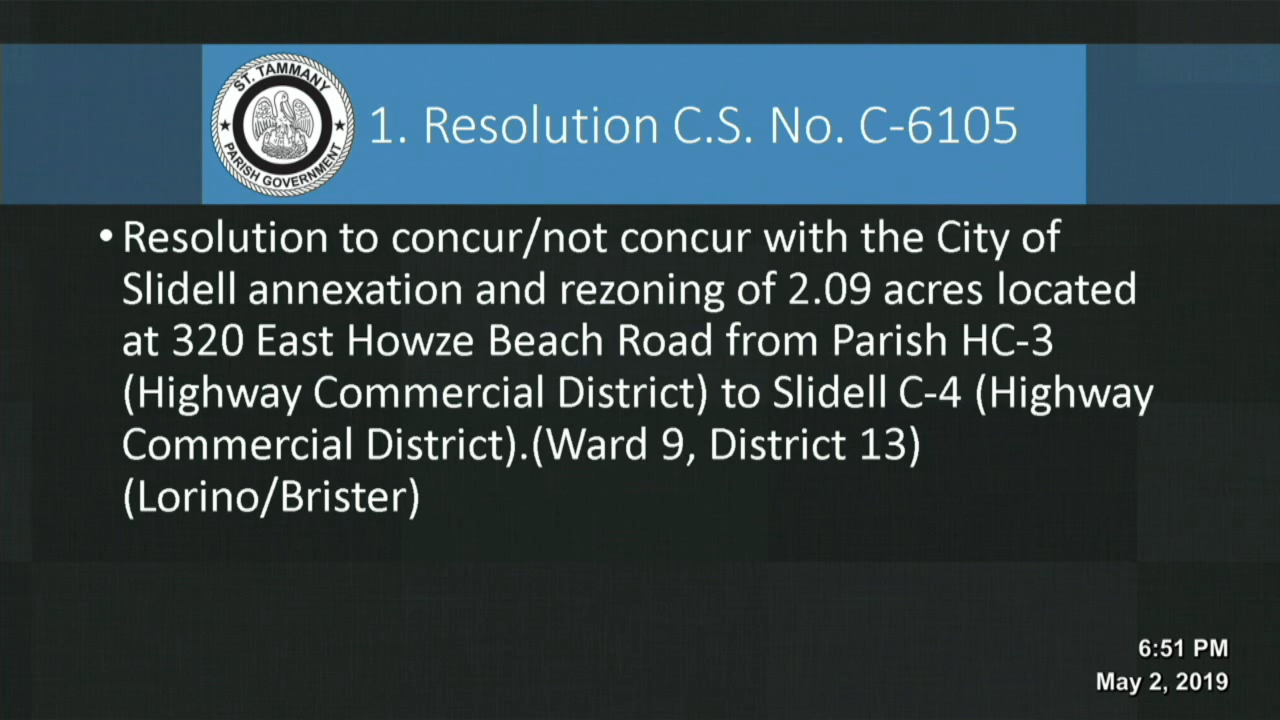 ST. TAMMANY
PARISH GOVERNMENT
1. Resolution C.S. No. C-6105
• Resolution to concur/not concur with the City of
Slidell annexation and rezoning of 2.09 acres located
at 320 East Howze Beach Road from Parish HC-3
(Highway Commercial District) to Slidell C-4 (Highway
Commercial District).(Ward 9, District 13)
(Lorino/Brister)
6:51 PM
May 2, 2019